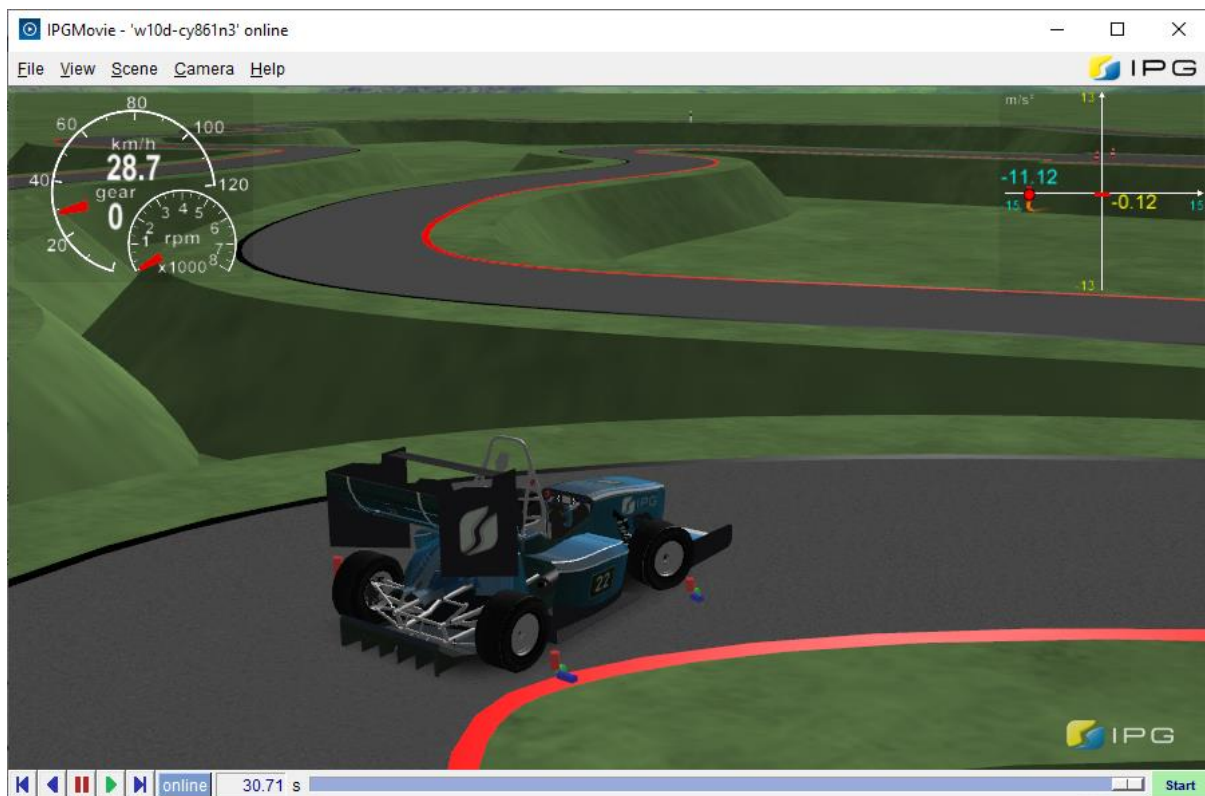 IPGMovie - 'w10d-cy861n3' online
File View Scene Camera Help
IPG
km/h
28.7
gear
0
20
40
60
80
100
120
1 2 3 4 5 6 7 8
rpm
x1000
m/s²
13
-11.12
-0.12
15
15
-13
IPG
22
IPG
online 30.71 s Start